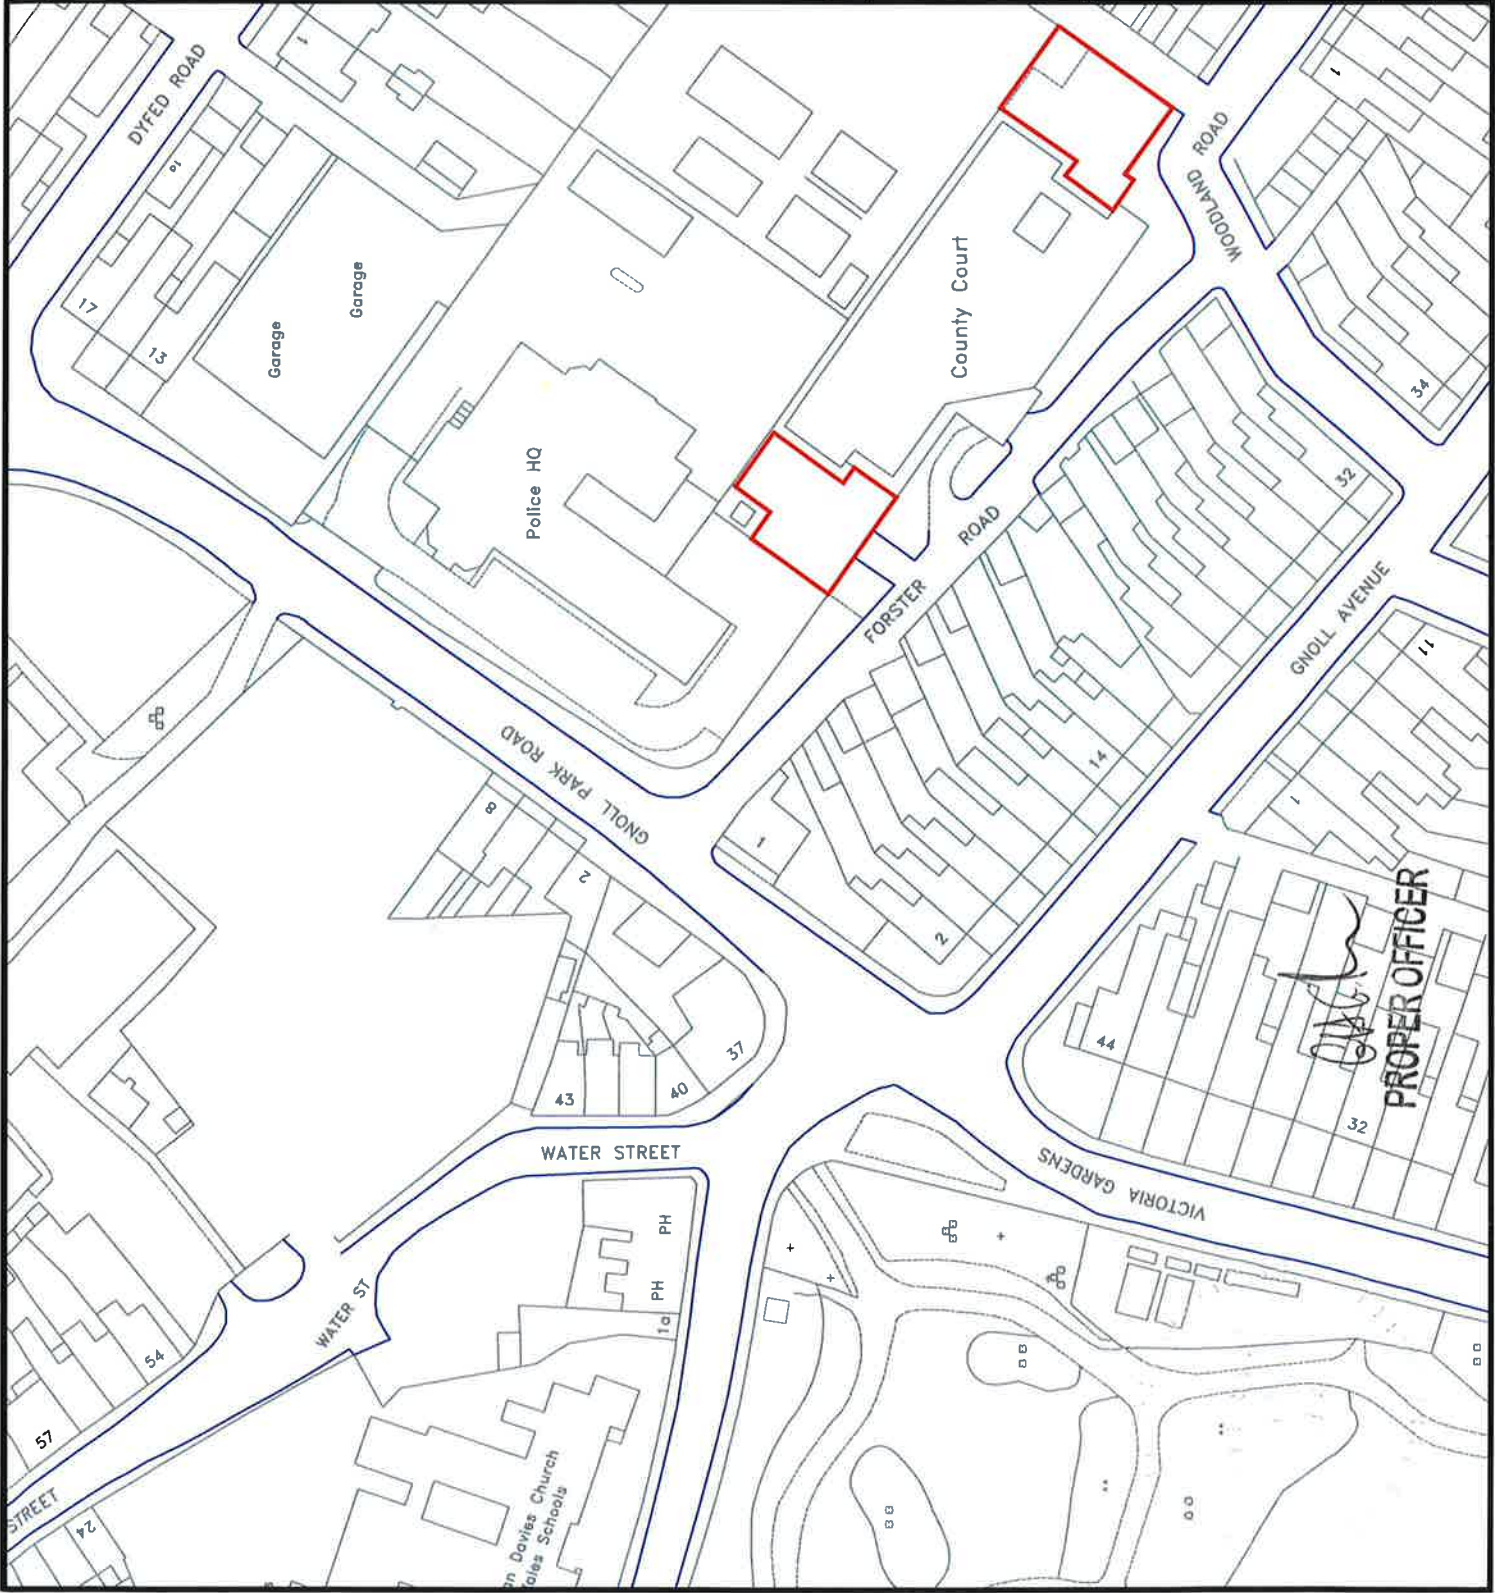 DYFED ROAD
1
10
17
13
Garage
Garage
Police HQ
County Court
WOODLAND ROAD
1
34
32
FORSTER ROAD
GNOLL AVENUE
11
GNOLL PARK ROAD
8
2
1
14
2
1
37
40
43
44
32
PROPER OFFICER
WATER STREET
VICTORIA GARDENS
PH
PH
1a
WATER ST
54
57
STREET
24
Davies Church
Schools